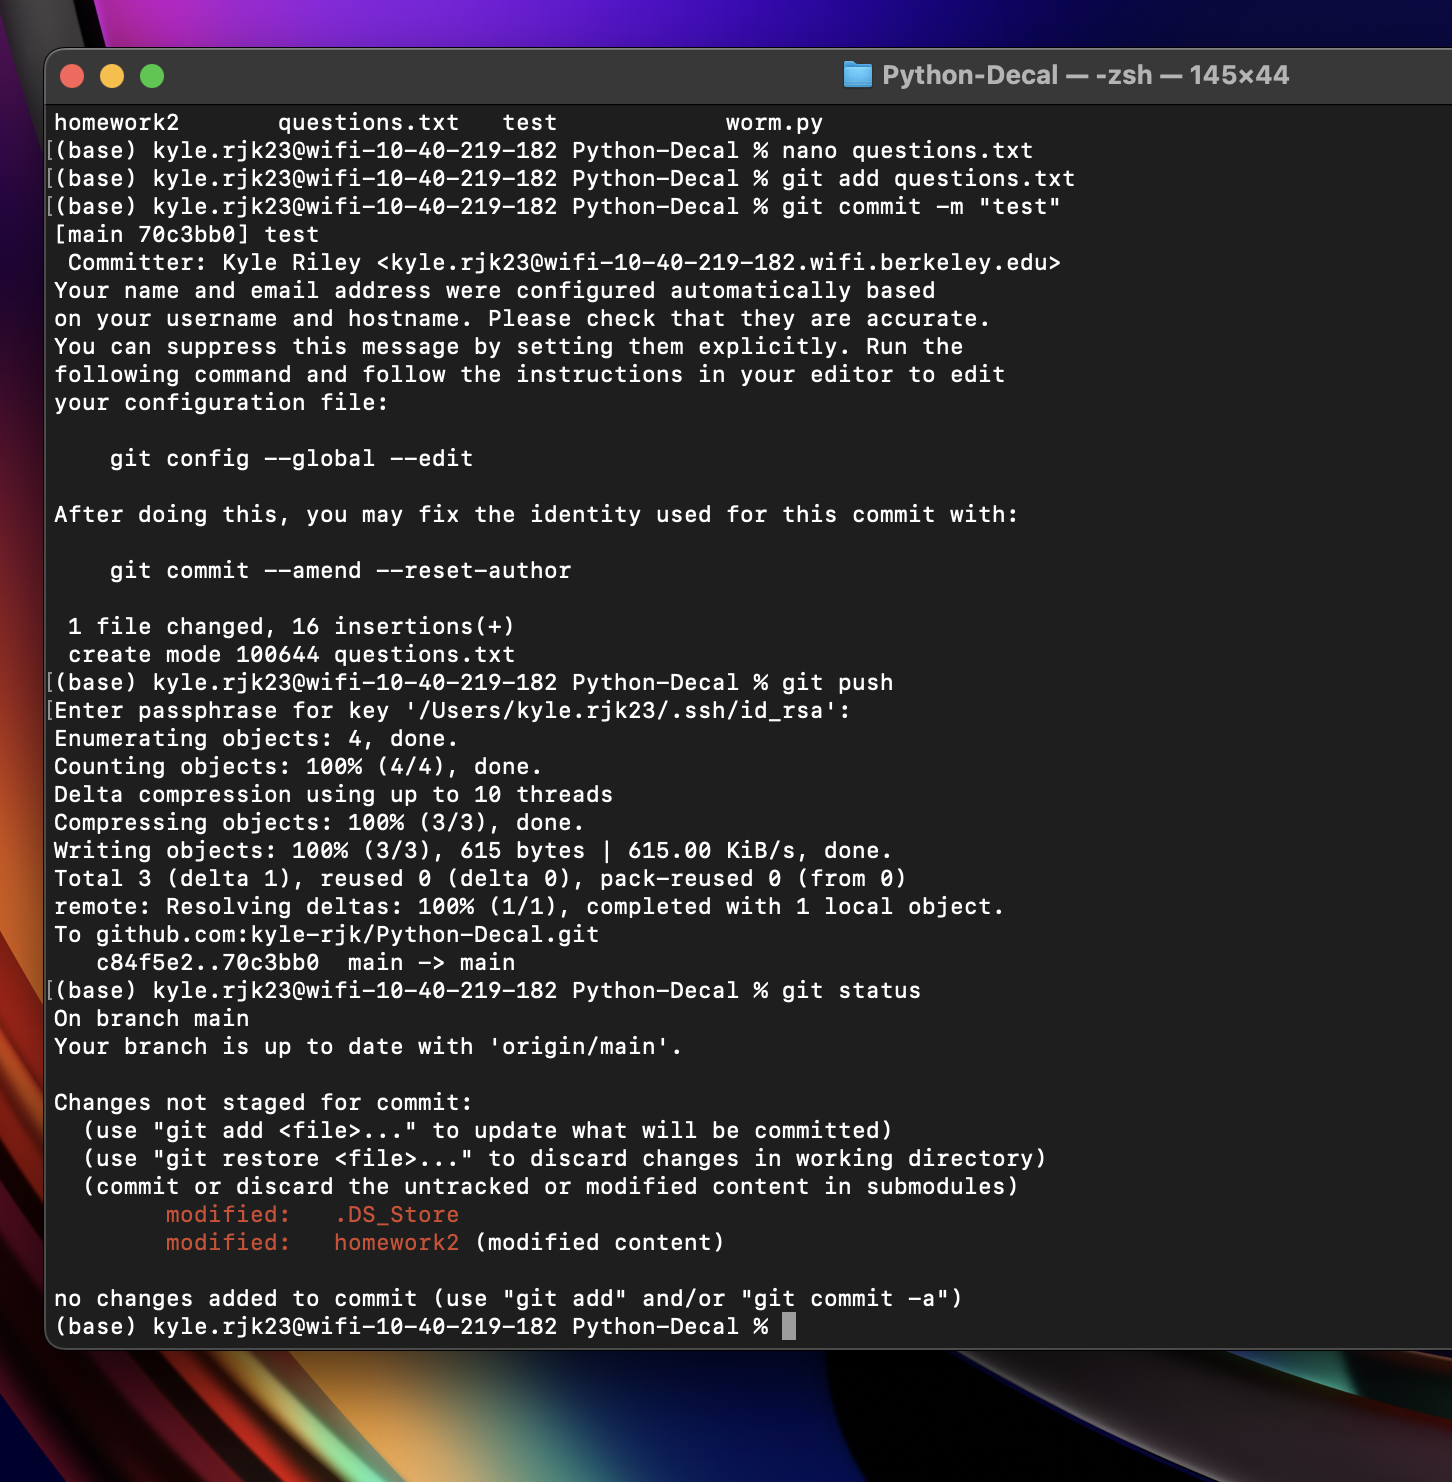 Python-Decal — -zsh — 145×44
homework2       questions.txt   test            worm.py
[(base) kyle.rjk23@wifi-10-40-219-182 Python-Decal % nano questions.txt
[(base) kyle.rjk23@wifi-10-40-219-182 Python-Decal % git add questions.txt
[(base) kyle.rjk23@wifi-10-40-219-182 Python-Decal % git commit -m "test"
[main 70c3bb0] test
 Committer: Kyle Riley <kyle.rjk23@wifi-10-40-219-182.wifi.berkeley.edu>
Your name and email address were configured automatically based
on your username and hostname. Please check that they are accurate.
You can suppress this message by setting them explicitly. Run the
following command and follow the instructions in your editor to edit
your configuration file:

    git config --global --edit

After doing this, you may fix the identity used for this commit with:

    git commit --amend --reset-author

 1 file changed, 16 insertions(+)
 create mode 100644 questions.txt
[(base) kyle.rjk23@wifi-10-40-219-182 Python-Decal % git push
[Enter passphrase for key '/Users/kyle.rjk23/.ssh/id_rsa':
Enumerating objects: 4, done.
Counting objects: 100% (4/4), done.
Delta compression using up to 10 threads
Compressing objects: 100% (3/3), done.
Writing objects: 100% (3/3), 615 bytes | 615.00 KiB/s, done.
Total 3 (delta 1), reused 0 (delta 0), pack-reused 0 (from 0)
remote: Resolving deltas: 100% (1/1), completed with 1 local object.
To github.com:kyle-rjk/Python-Decal.git
   c84f5e2..70c3bb0  main -> main
[(base) kyle.rjk23@wifi-10-40-219-182 Python-Decal % git status
On branch main
Your branch is up to date with 'origin/main'.

Changes not staged for commit:
  (use "git add <file>..." to update what will be committed)
  (use "git restore <file>..." to discard changes in working directory)
  (commit or discard the untracked or modified content in submodules)
        modified:   .DS_Store
        modified:   homework2 (modified content)

no changes added to commit (use "git add" and/or "git commit -a")
(base) kyle.rjk23@wifi-10-40-219-182 Python-Decal %